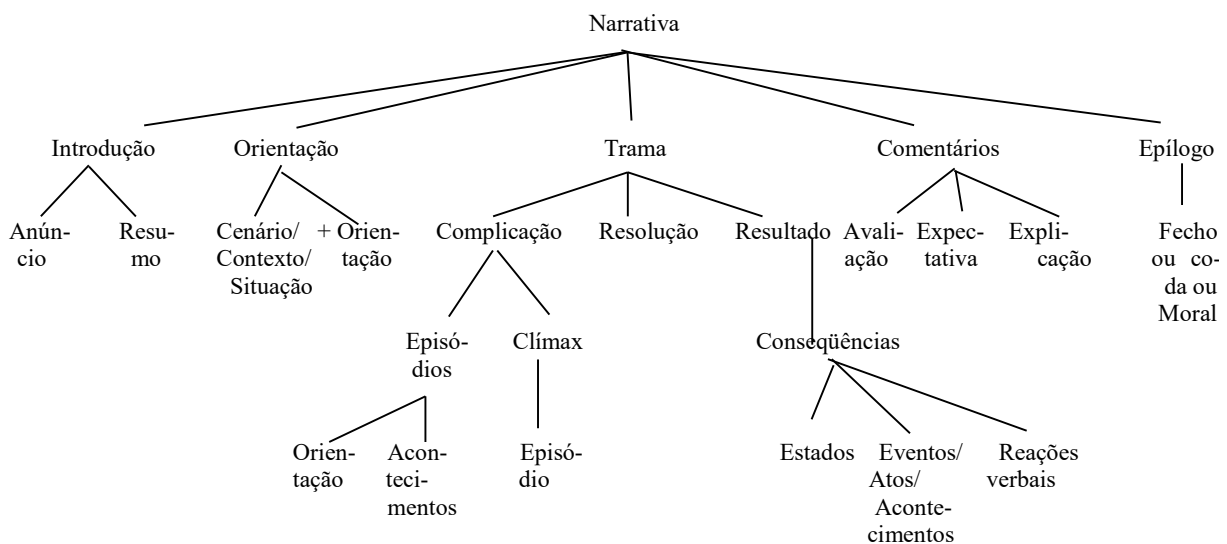 Narrativa
Introdução Orientação Trama Comentários Epílogo
Anún- Resu- Cenário/ + Orien- Complicação Resolução Resultado Avali- Expec- Expli- Fecho
cio mo Contexto/ tação ação tativa cação ou co-
Situação da ou
Moral
Episó- Clímax Conseqüências
dios
Orien- Acon- Episó- Estados Eventos/ Reações
tação teci- dio Atos/ verbais
mentos Aconte-
cimentos